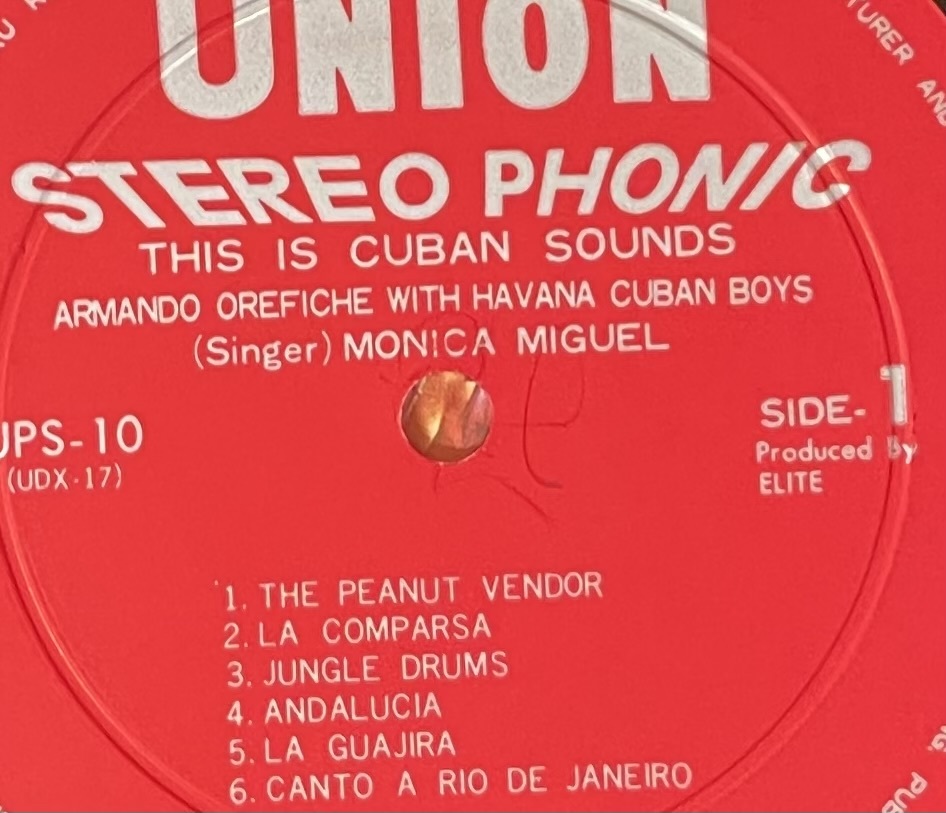 UNION
STEREO PHONIC
THIS IS CUBAN SOUNDS
ARMANDO OREFICHE WITH HAVANA CUBAN BOYS
(Singer) MONICA MIGUEL
UPS-10
(UDX-17)
SIDE-1
Produced By
ELITE
1. THE PEANUT VENDOR
2. LA COMPARSA
3. JUNGLE DRUMS
4. ANDALUCIA
5. LA GUAJIRA
6. CANTO A RIO DE JANEIRO